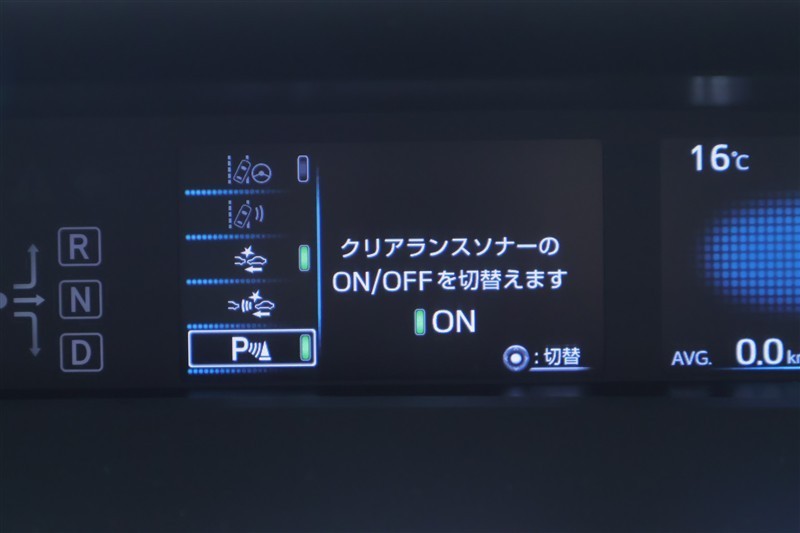 R
N
D
P
クリアランスソナーの
ON/OFFを切替えます
ON
:切替
16℃
AVG. 0.0